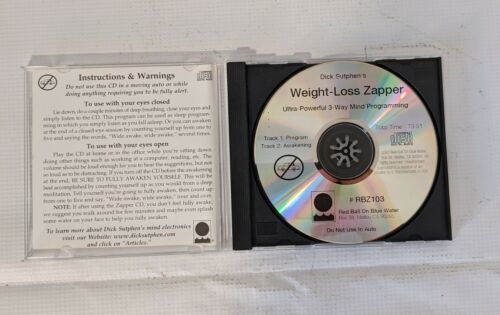 Instructions & Warnings
Do not use this CD in a moving auto or while
doing anything requiring you to be fully alert.
To use with your eyes closed
Lie down, do a couple minutes of deep breathing, close your eyes and
simply listen to the CD. This program can be used as sleep program-
ming in which you simply listen as you fall asleep. Or you can awaken
at the end of a closed-eye session by counting yourself up from one to
five and saying the words, "Wide awake, wide awake," several times.
To use with your eyes open
Play the CD at home or in the office while you're sitting down
doing other things such as working at a computer, reading, etc. The
volume should be loud enough for you to hear the suggestions, but not
so loud as to be distracting. If you turn off the CD before the awakening
at the end, BE SURE TO FULLY AWAKEN YOURSELF. This will be
best accomplished by counting yourself up as you would from a deep
meditation. Tell yourself you're going to fully awaken, then count up
from one to five and say, "Wide awake, wide awake," over and over.
NOTE: If after using the Zapper CD, you don't feel fully awake,
we suggest you walk around for few minutes and maybe even splash
some water on your face to help you fully awaken.
To learn more about Dick Sutphen's mind electronics
visit our Website: www.dicksutphen.com
and click on "Articles."
Dick Sutphen's
Weight-Loss Zapper
Ultra-Powerful 3-Way Mind Programming
Total Time - 73:51
Track 1: Program
Track 2: Awakening
# RBZ103
Red Ball On Blue Water
Box 38, Malibu, CA 90265
Do Not Use In Auto